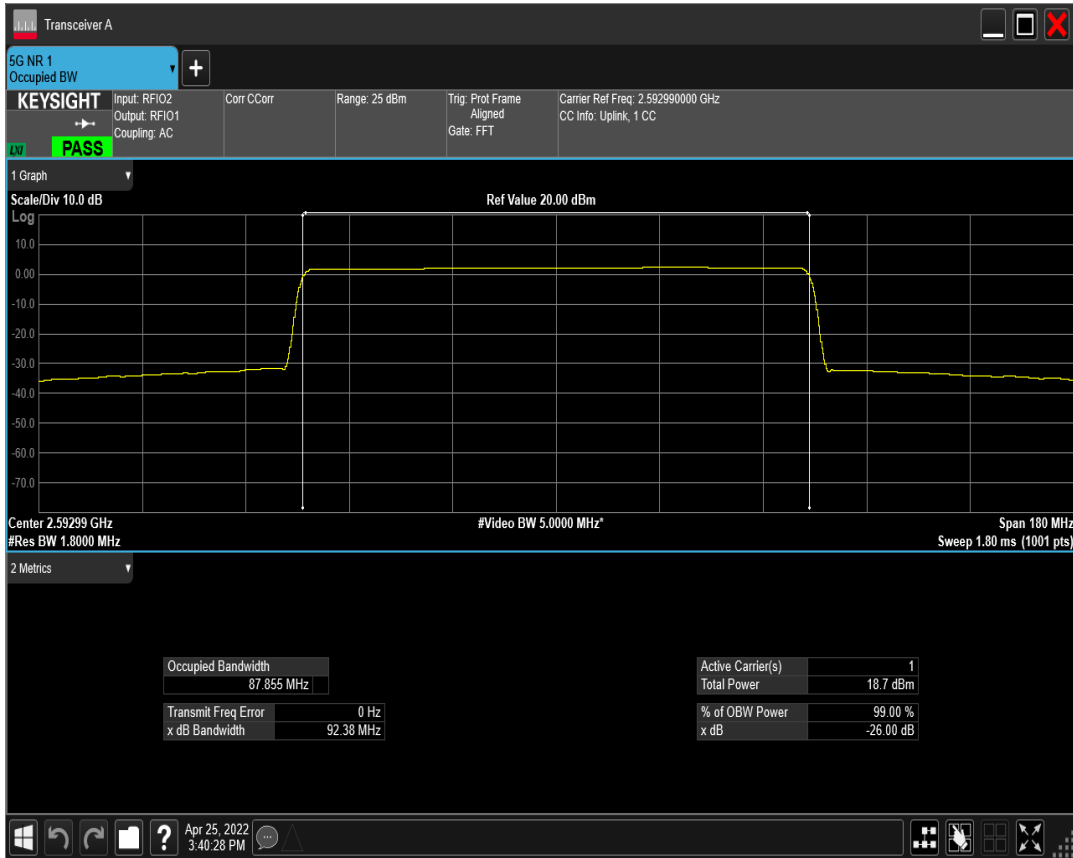 Transceiver A
5G NR 1
Occupied BW
+
KEYSIGHT
LXI
PASS
Input: RFIO2
Output: RFIO1
Coupling: AC
Corr CCorr
Range: 25 dBm
Trig: Prot Frame
Aligned
Gate: FFT
Carrier Ref Freq: 2.592990000 GHz
CC Info: Uplink, 1 CC
1 Graph
Scale/Div 10.0 dB
Ref Value 20.00 dBm
Log
10.0
0.00
-10.0
-20.0
-30.0
-40.0
-50.0
-60.0
-70.0
Center 2.59299 GHz
#Video BW 5.0000 MHz*
Span 180 MHz
#Res BW 1.8000 MHz
Sweep 1.80 ms (1001 pts)
2 Metrics
Occupied Bandwidth
87.855 MHz
Transmit Freq Error 0 Hz
x dB Bandwidth 92.38 MHz
Active Carrier(s) 1
Total Power 18.7 dBm
% of OBW Power 99.00 %
x dB -26.00 dB
?
Apr 25, 2022
3:40:28 PM